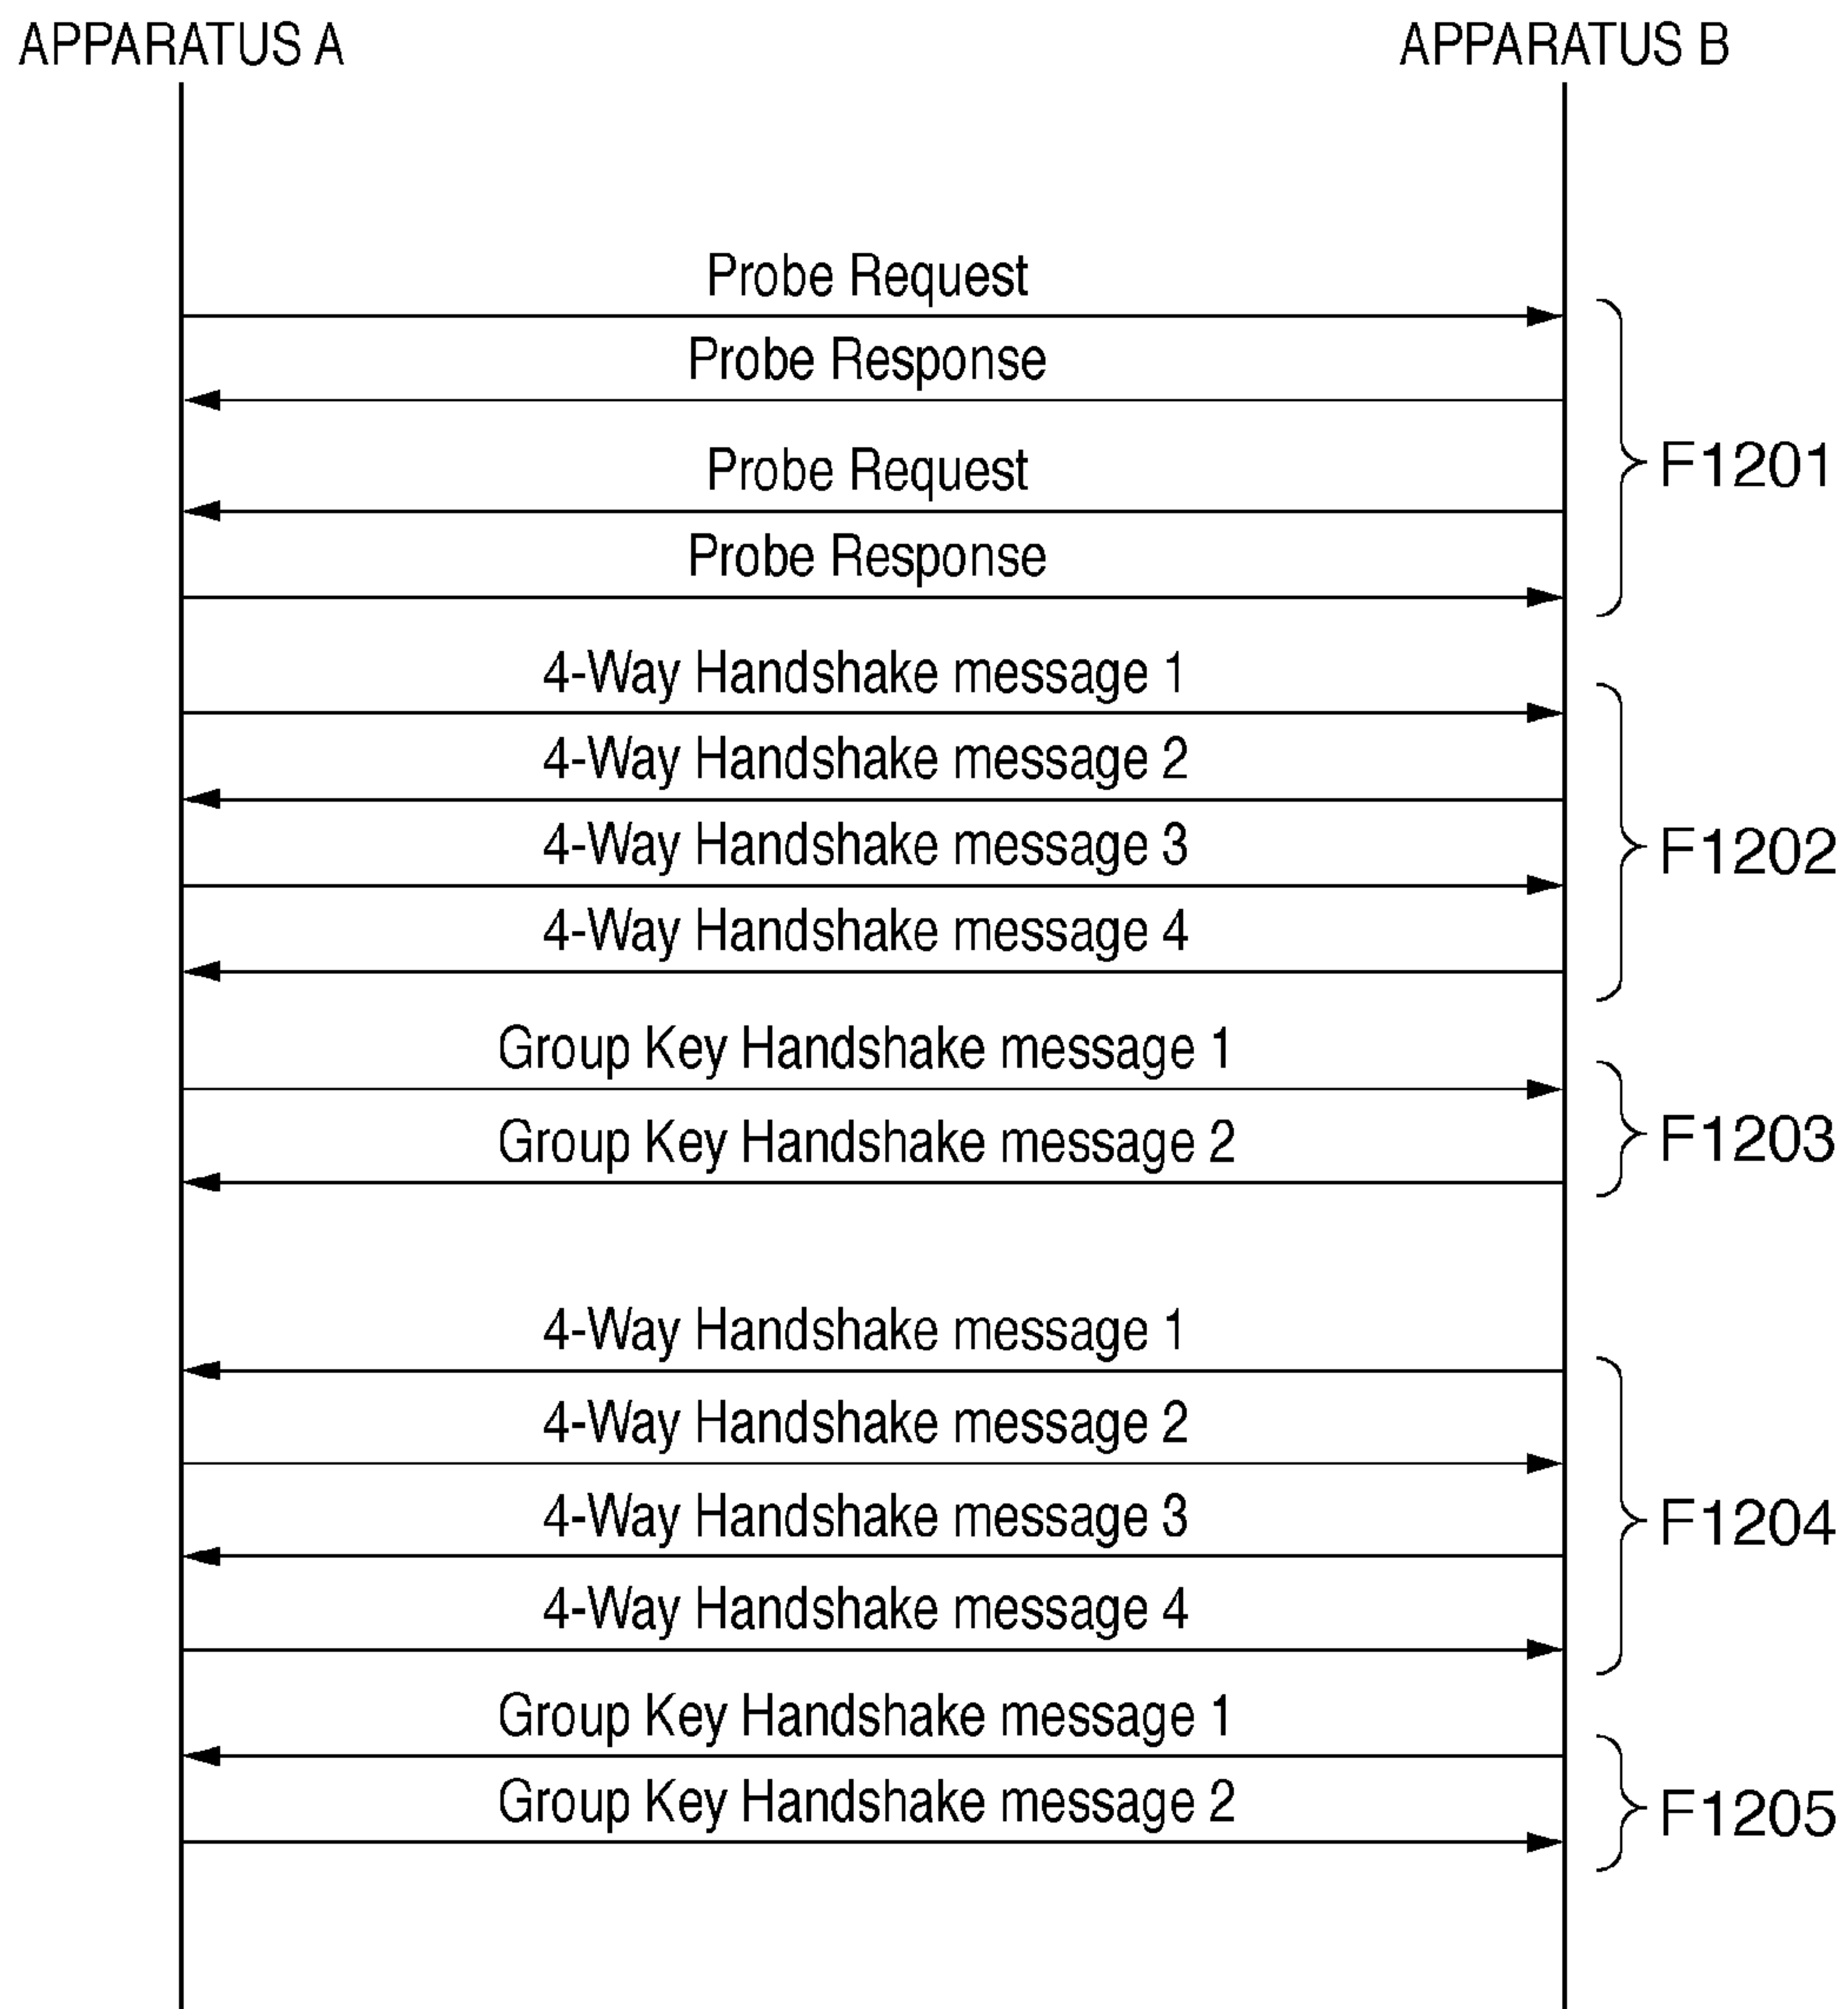 APPARATUS A
APPARATUS B
Probe Request
Probe Response
Probe Request
Probe Response
F1201
4-Way Handshake message 1
4-Way Handshake message 2
4-Way Handshake message 3
4-Way Handshake message 4
F1202
Group Key Handshake message 1
Group Key Handshake message 2
F1203
4-Way Handshake message 1
4-Way Handshake message 2
4-Way Handshake message 3
4-Way Handshake message 4
F1204
Group Key Handshake message 1
Group Key Handshake message 2
F1205